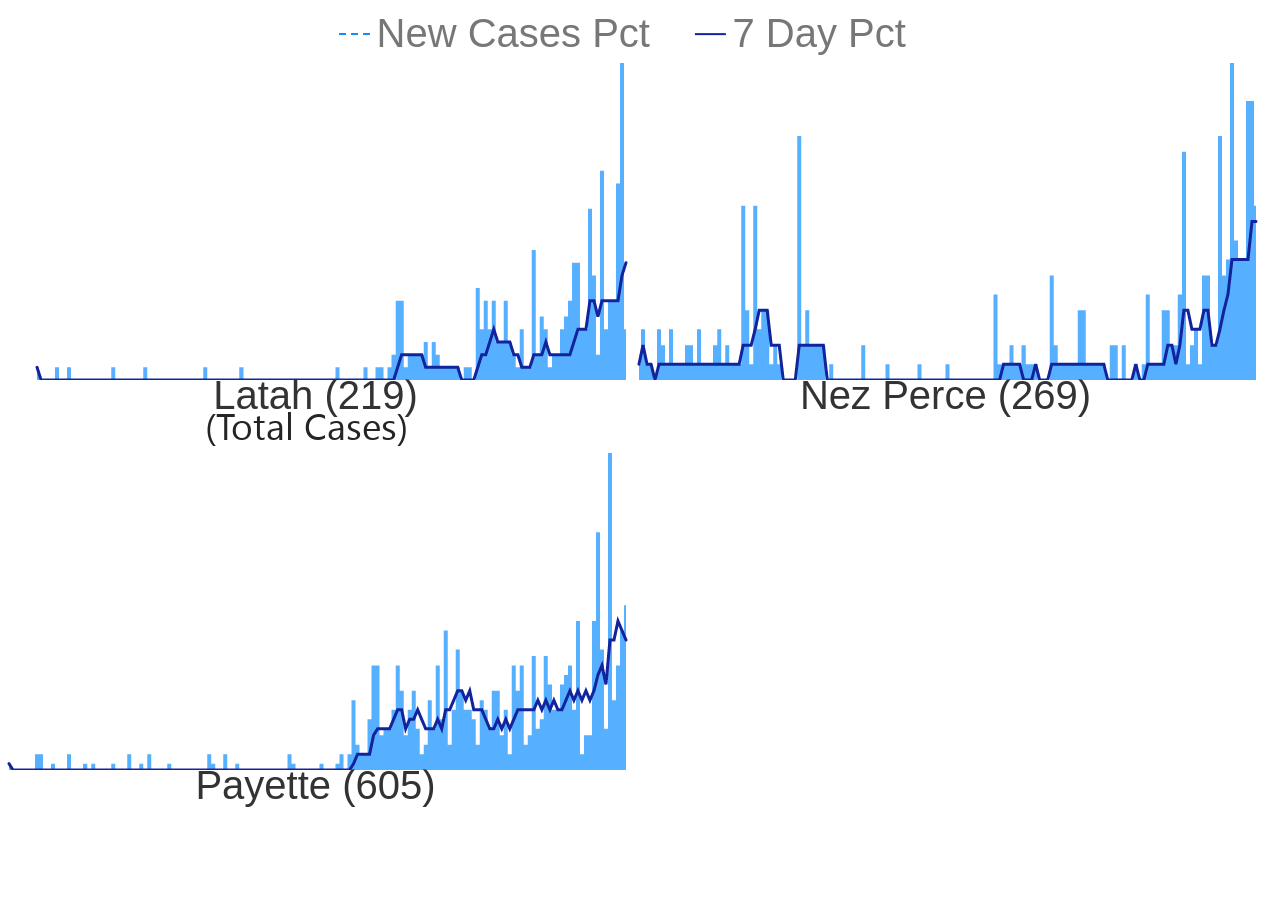 New Cases Pct 7 Day Pct
Latah (219)
(Total Cases)
Nez Perce (269)
Payette (605)